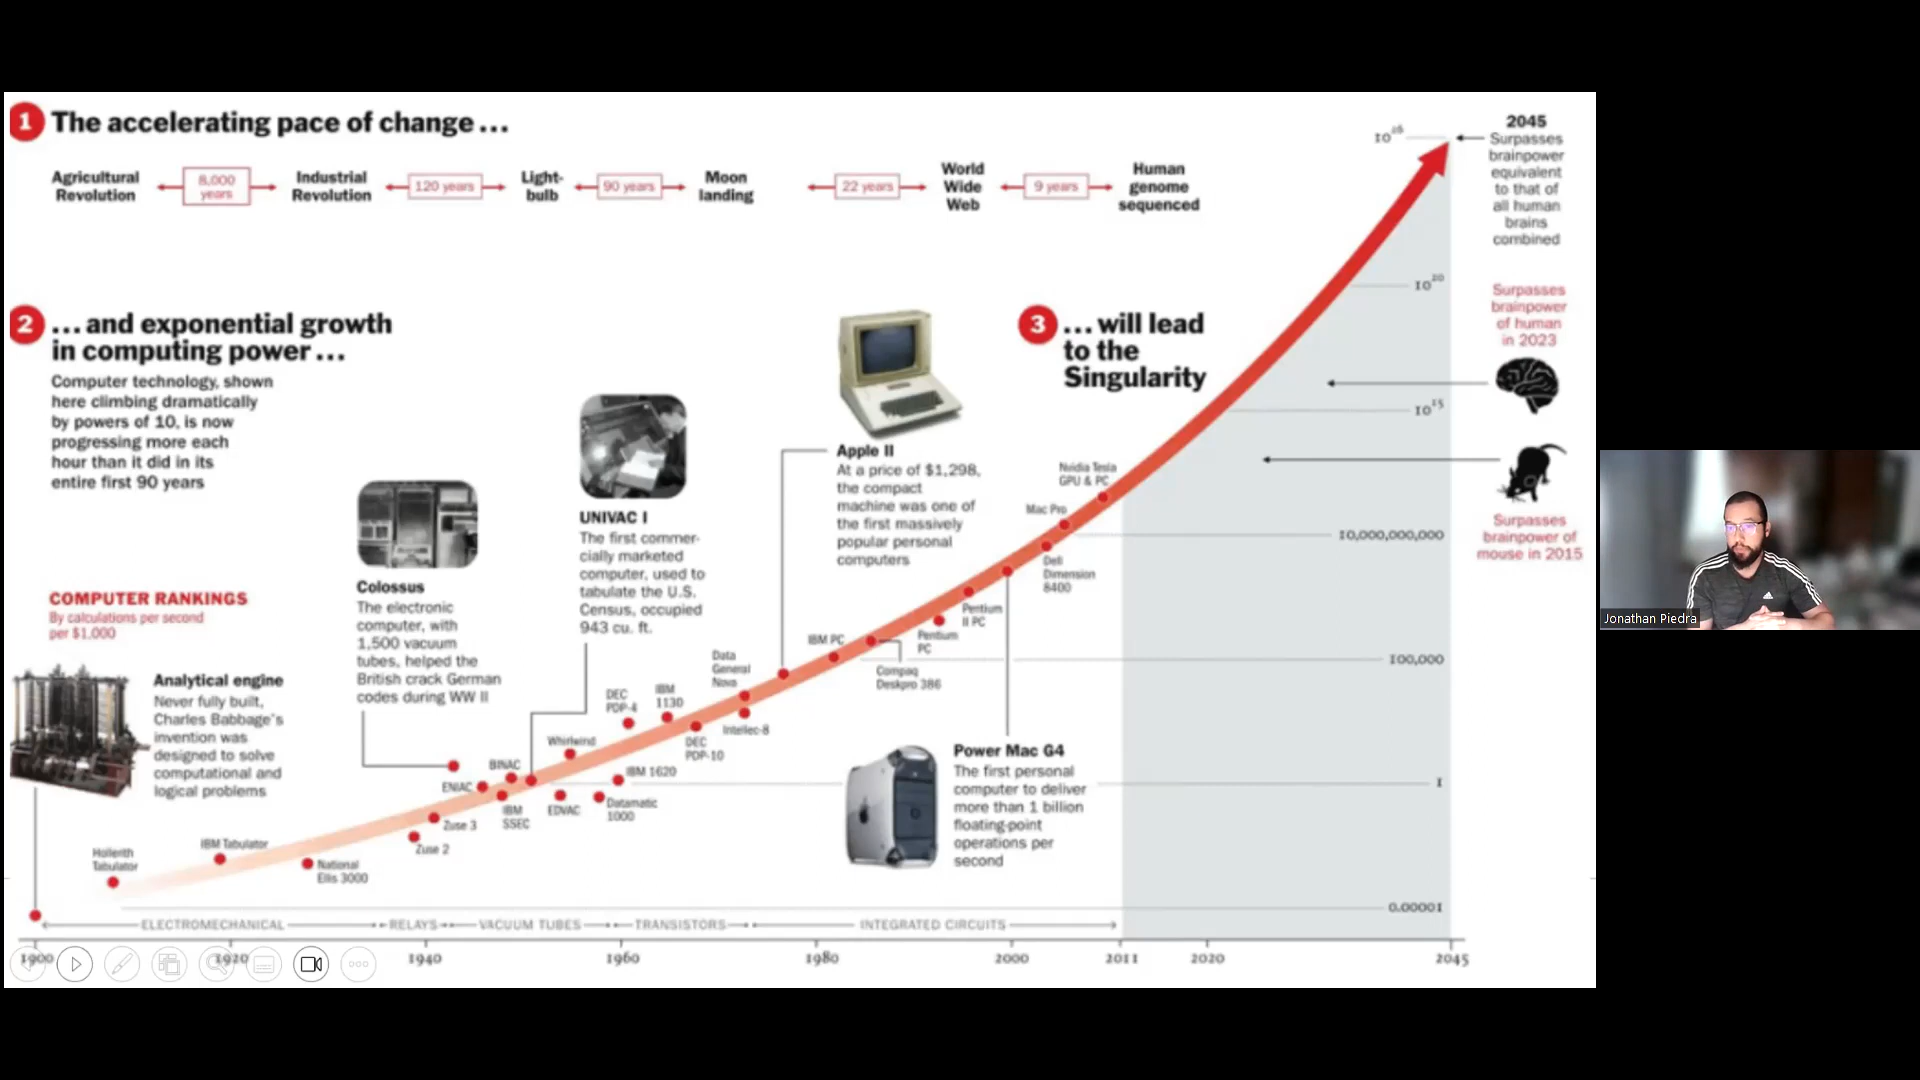 1 The accelerating pace of change ...
Agricultural
Revolution
8,000
years
Industrial
Revolution
120 years
Light-
bulb
90 years
Moon
landing
22 years
World
Wide
Web
9 years
Human
genome
sequenced
2 ... and exponential growth
in computing power ...
Computer technology, shown
here climbing dramatically
by powers of 10, is now
progressing more each
hour than it did in its
entire first 90 years
3 ... will lead
to the
Singularity
COMPUTER RANKINGS
By calculations per second
per $1,000
Analytical engine
Never fully built,
Charles Babbage's
invention was
designed to solve
computational and
logical problems
Colossus
The electronic
computer, with
1,500 vacuum
tubes, helped the
British crack German
codes during WW II
UNIVAC I
The first commer-
cially marketed
computer, used to
tabulate the U.S.
Census, occupied
943 cu. ft.
Apple II
At a price of $1,298,
the compact
machine was one of
the first massively
popular personal
computers
Power Mac G4
The first personal
computer to deliver
more than 1 billion
floating-point
operations per
second
Hollerith
Tabulator
IBM Tabulator
National
Ellis 3000
Zuse 2
Zuse 3
ENIAC
BINAC
IBM
SSEC
Whirlwind
EDVAC
Datamatic
1000
IBM 1620
DEC
PDP-4
IBM
1130
DEC
PDP-10
Data
General
Nova
Intellec-8
IBM PC
Compaq
Deskpro 386
Pentium
PC
Pentium
II PC
Dell
Dimension
8400
Mac Pro
Nvidia Tesla
GPU & PC
10²⁶
10²⁰
10¹⁵
10,000,000,000
100,000
1
0.00001
2045
Surpasses
brainpower
equivalent
to that of
all human
brains
combined
Surpasses
brainpower
of human
in 2023
Surpasses
brainpower of
mouse in 2015
ELECTROMECHANICAL
RELAYS
VACUUM TUBES
TRANSISTORS
INTEGRATED CIRCUITS
1900
1920
1940
1960
1980
2000
2011
2020
2045
Jonathan Piedra